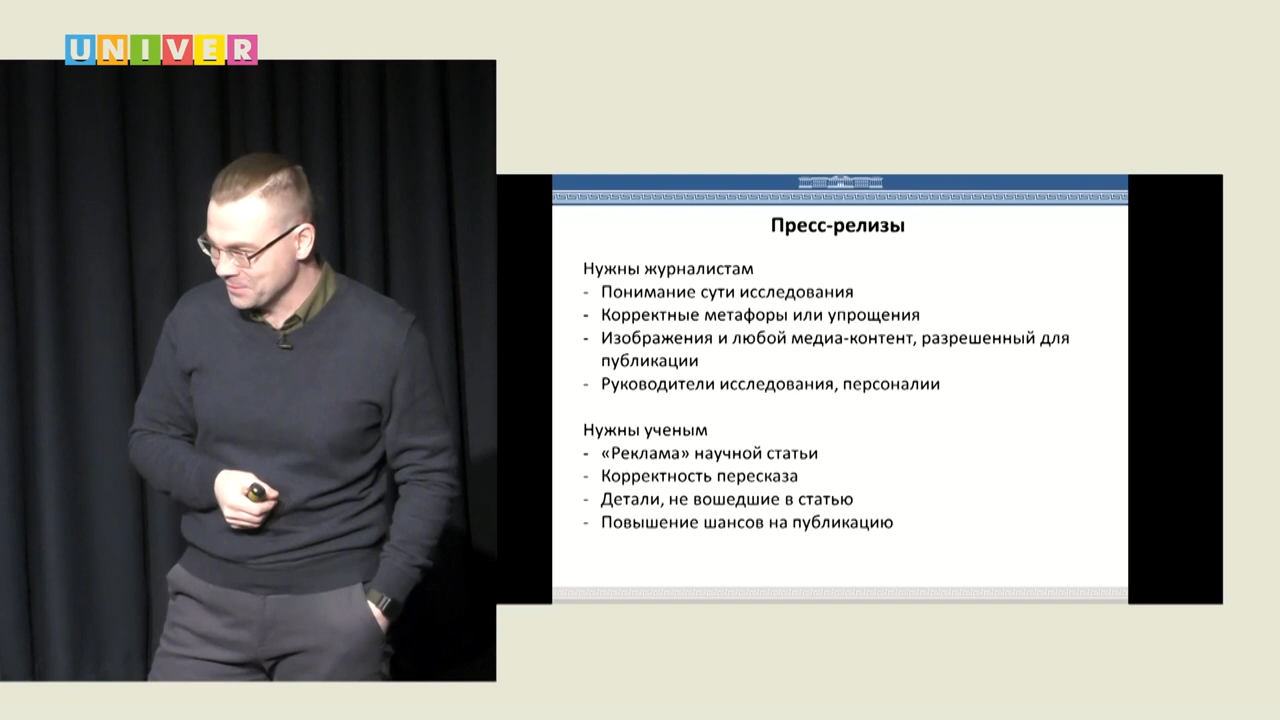 UNIVER
Пресс-релизы
Нужны журналистам
- Понимание сути исследования
- Корректные метафоры или упрощения
- Изображения и любой медиа-контент, разрешенный для
публикации
- Руководители исследования, персоналии
Нужны ученым
- «Реклама» научной статьи
- Корректность пересказа
- Детали, не вошедшие в статью
- Повышение шансов на публикацию